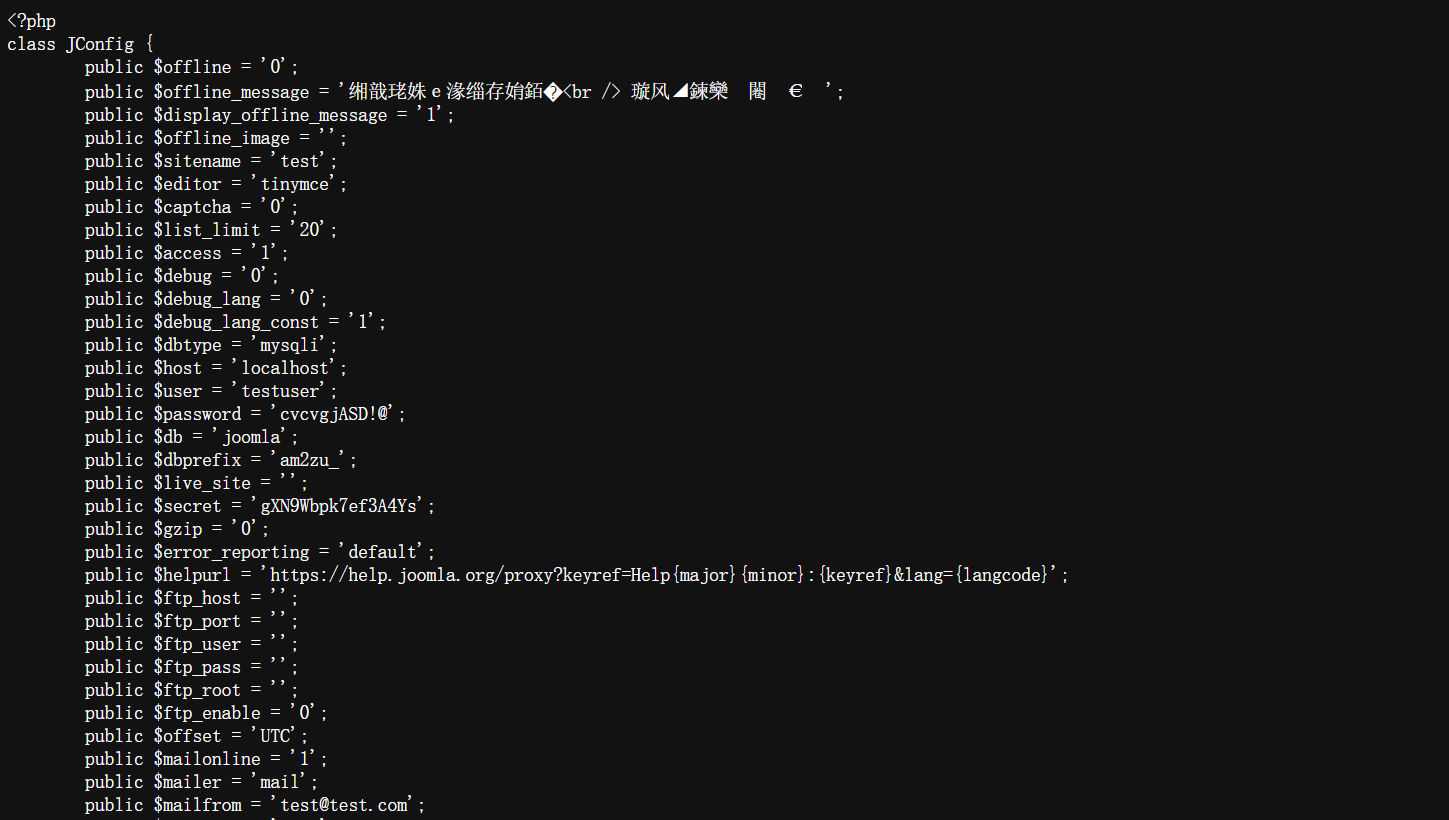 <?php
class JConfig {
public $offline = '0';
public $offline_message = '缃戠珯姝ｅ湪缁存姢銆�<br /> 璇风◢鍊欒闂€';
public $display_offline_message = '1';
public $offline_image = '';
public $sitename = 'test';
public $editor = 'tinymce';
public $captcha = '0';
public $list_limit = '20';
public $access = '1';
public $debug = '0';
public $debug_lang = '0';
public $debug_lang_const = '1';
public $dbtype = 'mysqli';
public $host = 'localhost';
public $user = 'testuser';
public $password = 'cvcvgjASD!@';
public $db = 'joomla';
public $dbprefix = 'am2zu_';
public $live_site = '';
public $secret = 'gXN9Wbpk7ef3A4Ys';
public $gzip = '0';
public $error_reporting = 'default';
public $helpurl = 'https://help.joomla.org/proxy?keyref=Help{major}{minor}:{keyref}&lang={langcode}';
public $ftp_host = '';
public $ftp_port = '';
public $ftp_user = '';
public $ftp_pass = '';
public $ftp_root = '';
public $ftp_enable = '0';
public $offset = 'UTC';
public $mailonline = '1';
public $mailer = 'mail';
public $mailfrom = 'test@test.com';